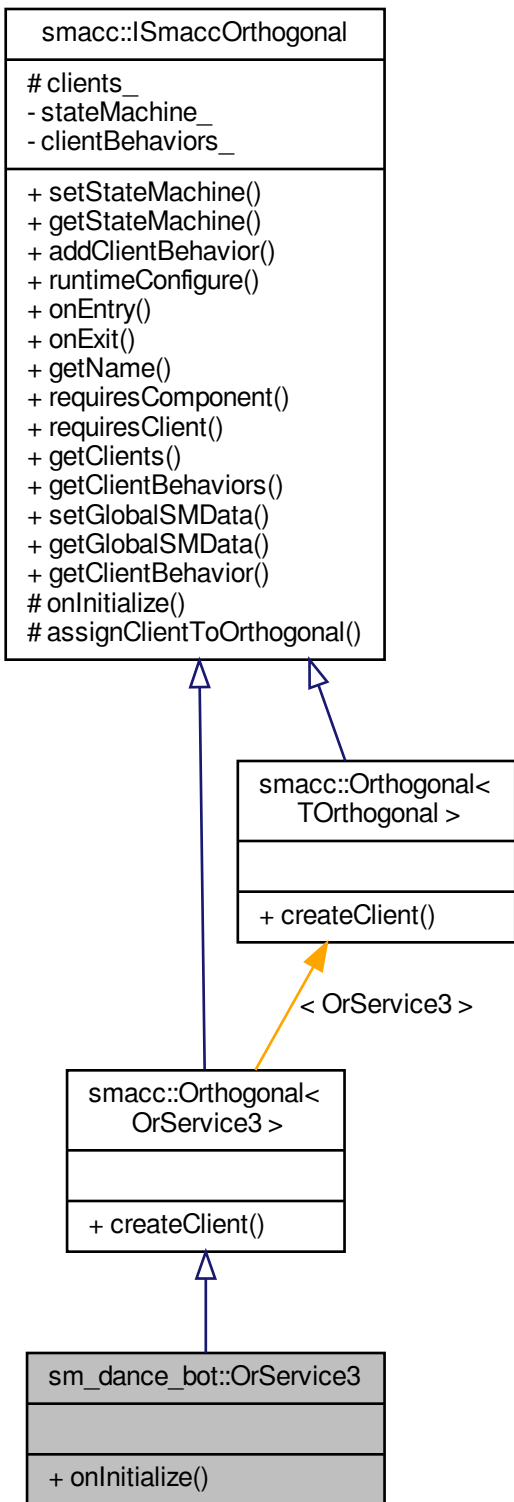 smacc::ISmaccOrthogonal
# clients_
- stateMachine_
- clientBehaviors_
+ setStateMachine()
+ getStateMachine()
+ addClientBehavior()
+ runtimeConfigure()
+ onEntry()
+ onExit()
+ getName()
+ requiresComponent()
+ requiresClient()
+ getClients()
+ getClientBehaviors()
+ setGlobalSMData()
+ getGlobalSMData()
+ getClientBehavior()
# onInitialize()
# assignClientToOrthogonal()
smacc::Orthogonal<
TOrthogonal >
+ createClient()
< OrService3 >
smacc::Orthogonal<
OrService3 >
+ createClient()
sm_dance_bot::OrService3
+ onInitialize()